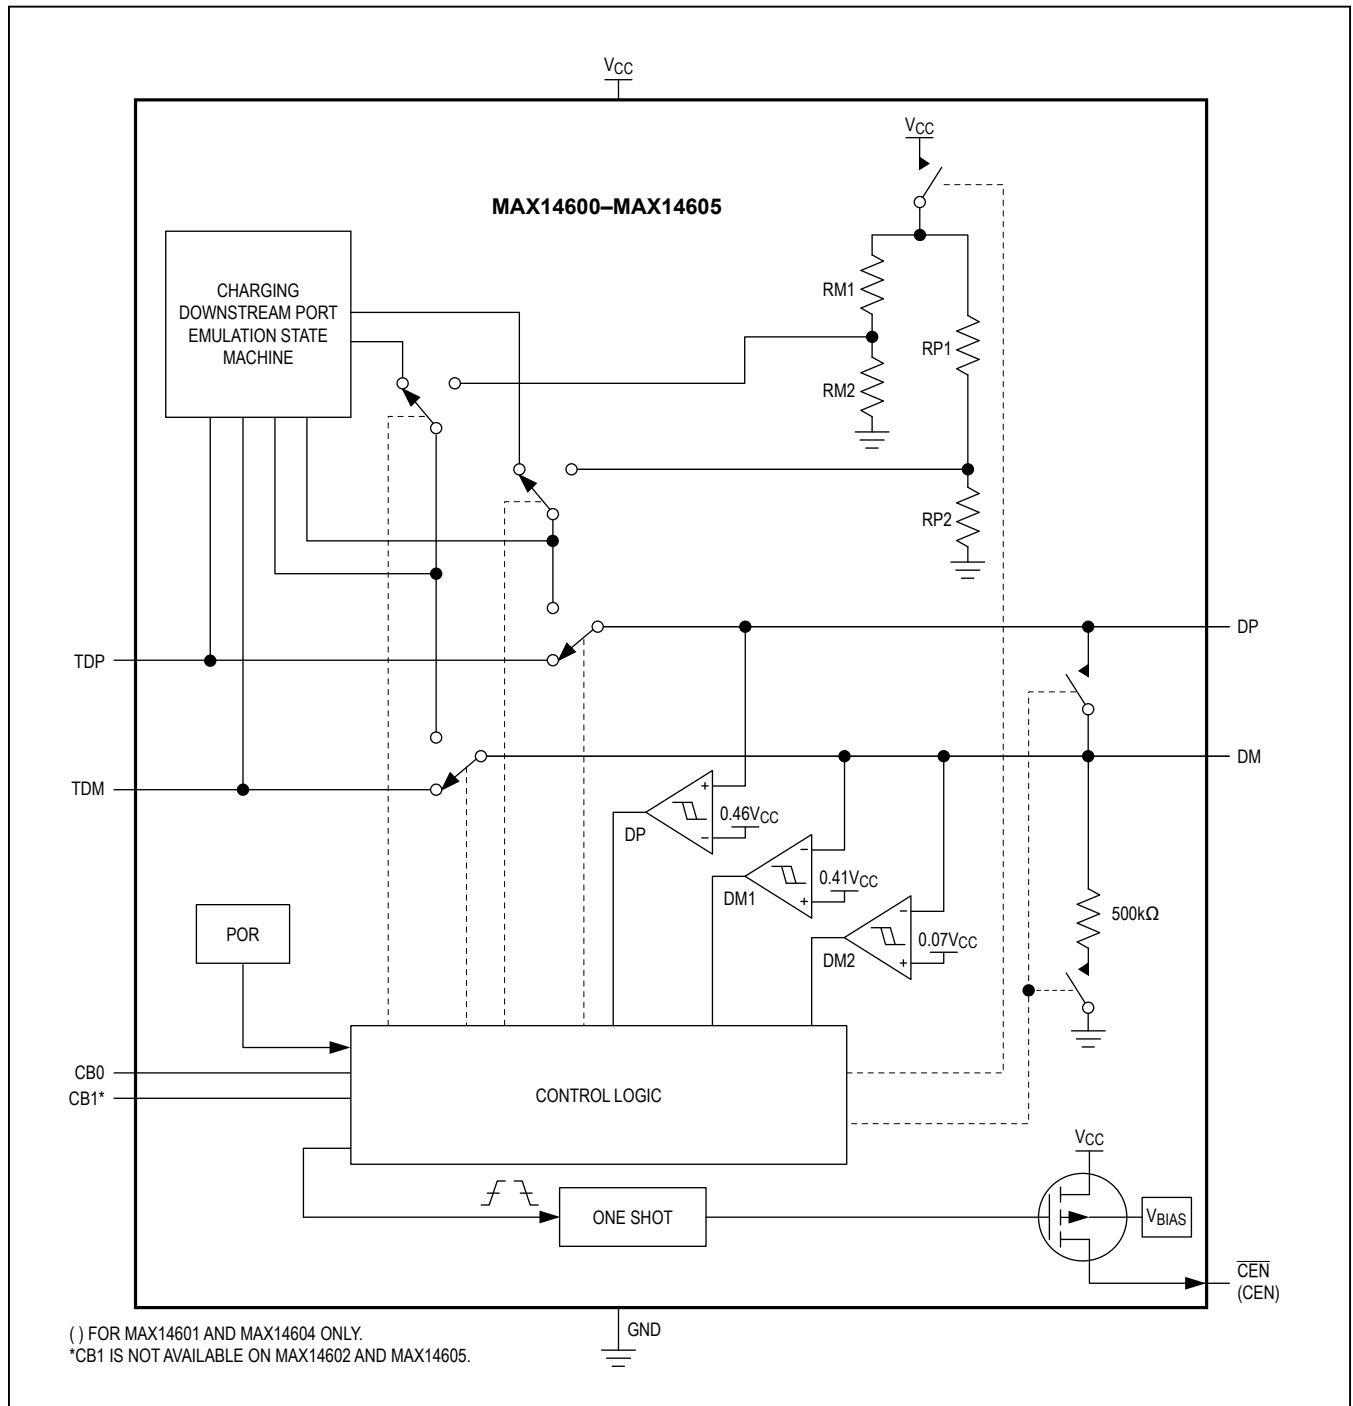 VCC
VCC
MAX14600–MAX14605
CHARGING
DOWNSTREAM PORT
EMULATION STATE
MACHINE
RM1
RP1
RM2
RP2
DP
TDP
DM
TDM
+
0.46VCC
DP
–
–
0.41VCC
DM1
+
–
500kΩ
POR
0.07VCC
DM2
+
CB0
CB1*
CONTROL LOGIC
VCC
ONE SHOT
VBIAS
C̅E̅N̅
(CEN)
GND
( ) FOR MAX14601 AND MAX14604 ONLY.
*CB1 IS NOT AVAILABLE ON MAX14602 AND MAX14605.